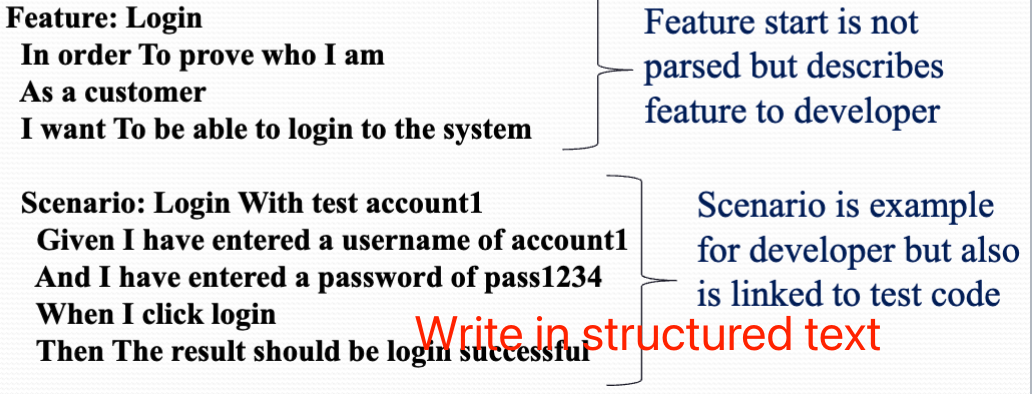 Feature: Login
In order To prove who I am
As a customer
I want To be able to login to the system
Feature start is not
parsed but describes
feature to developer
Scenario: Login With test account1
Given I have entered a username of account1
And I have entered a password of pass1234
When I click login
Then The result should be login successful
Scenario is example
for developer but also
is linked to test code
Write in structured text